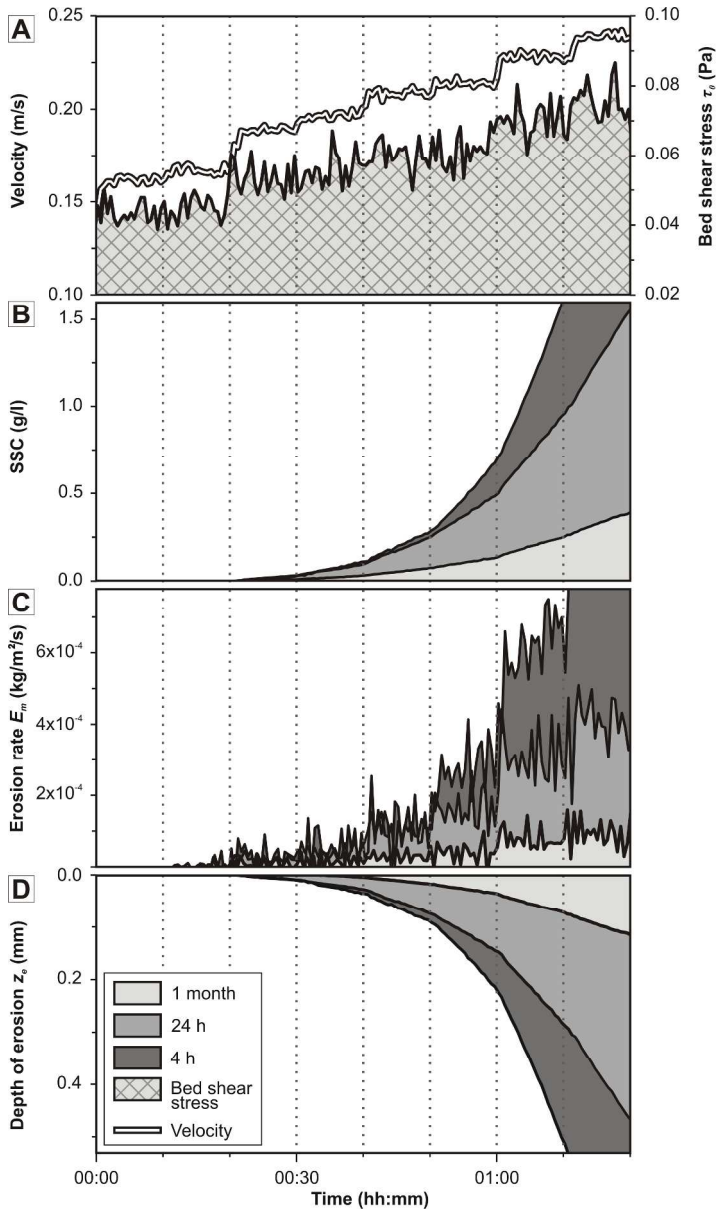 A
0.25
0.20
0.15
0.10
Velocity (m/s)
0.10
0.08
0.06
0.04
0.02
Bed shear stress τ₀ (Pa)
B
1.5
1.0
0.5
0.0
SSC (g/l)
C
6x10⁻⁴
4x10⁻⁴
2x10⁻⁴
Erosion rate Eₘ (kg/m²/s)
D
0.0
0.2
0.4
Depth of erosion zₑ (mm)
1 month
24 h
4 h
Bed shear
stress
Velocity
00:00
00:30
01:00
Time (hh:mm)